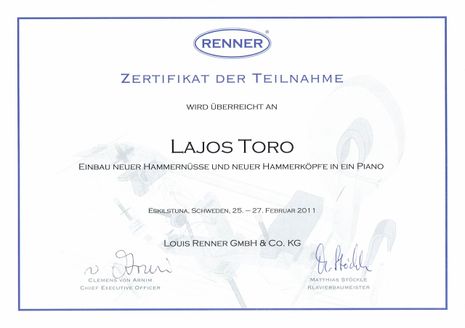 RENNER®
ZERTIFIKAT DER TEILNAHME
WIRD ÜBERREICHT AN
LAJOS TORO
EINBAU NEUER HAMMERNÜSSE UND NEUER HAMMERKÖPFE IN EIN PIANO
ESKILSTUNA, SCHWEDEN, 25. – 27. FEBRUAR 2011
LOUIS RENNER GMBH & CO. KG
CLEMENS VON ARNIM
CHIEF EXECUTIVE OFFICER
MATTHIAS STÖCKLE
KLAVIERBAUMEISTER